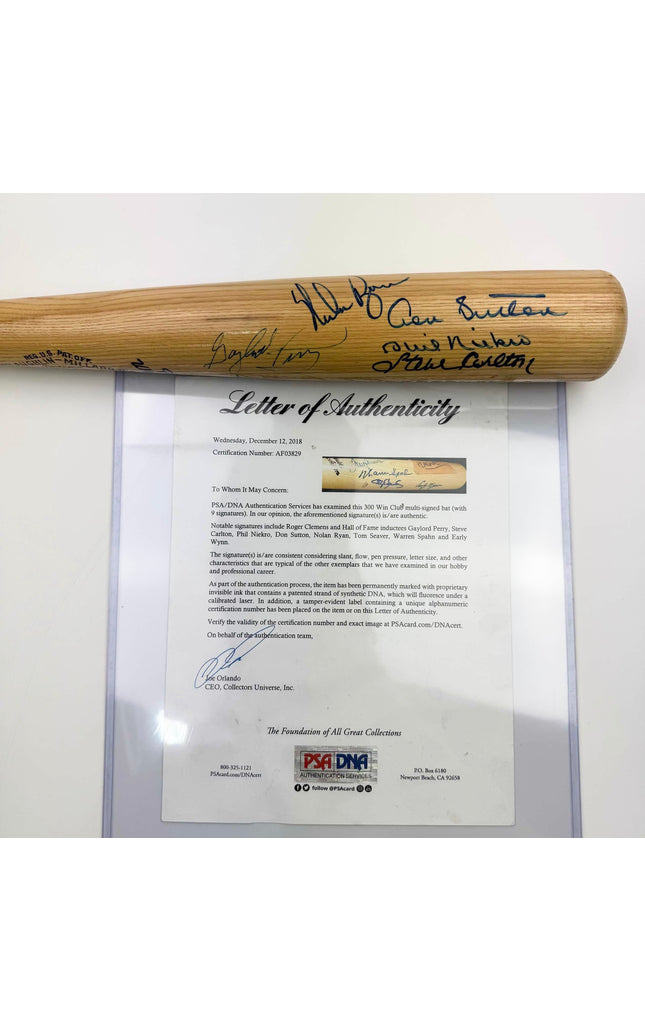 Nolan Ryan
Don Sutton
Phil Niekro
Gaylord Perry
Steve Carlton
REG. U.S. PAT. OFF.
Letter of Authenticity
Wednesday, December 12, 2018
Certification Number: AF03829
Warren Spahn
To Whom It May Concern:
PSA/DNA Authentication Services has examined this 300 Win Club multi-signed bat (with
9 signatures). In our opinion, the aforementioned signature(s) is/are authentic.
Notable signatures include Roger Clemens and Hall of Fame inductees Gaylord Perry, Steve
Carlton, Phil Niekro, Don Sutton, Nolan Ryan, Tom Seaver, Warren Spahn and Early
Wynn.
The signature(s) is/are consistent considering slant, flow, pen pressure, letter size, and other
characteristics that are typical of the other exemplars that we have examined in our hobby
and professional career.
As part of the authentication process, the item has been permanently marked with proprietary
invisible ink that contains a patented strand of synthetic DNA, which will fluoresce under a
calibrated laser. In addition, a tamper-evident label containing a unique alphanumeric
certification number has been placed on the item or on this Letter of Authenticity.
Verify the validity of the certification number and exact image at PSAcard.com/DNAcert.
On behalf of the authentication team,
Joe Orlando
CEO, Collectors Universe, Inc.
The Foundation of All Great Collections
PSA DNA
AUTHENTICATION SERVICES
800-325-1121
PSAcard.com/DNAcert
P.O. Box 6180
Newport Beach, CA 92658
follow @PSAcard